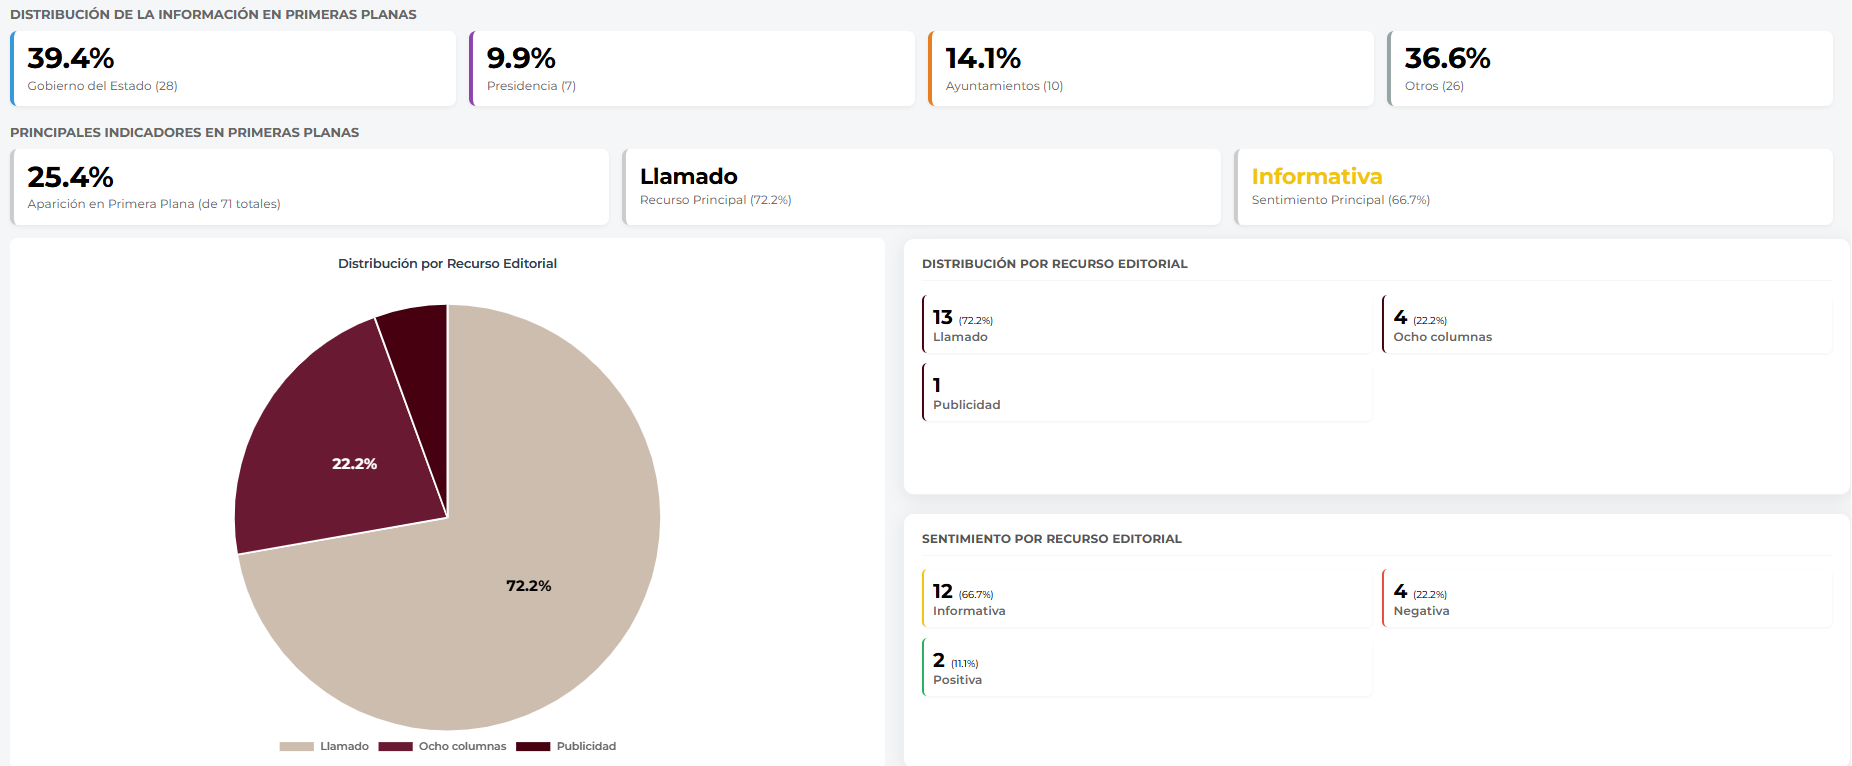 DISTRIBUCIÓN DE LA INFORMACIÓN EN PRIMERAS PLANAS
39.4%
Gobierno del Estado (28)
9.9%
Presidencia (7)
14.1%
Ayuntamientos (10)
36.6%
Otros (26)
PRINCIPALES INDICADORES EN PRIMERAS PLANAS
25.4%
Aparición en Primera Plana (de 71 totales)
Llamado
Recurso Principal (72.2%)
Informativa
Sentimiento Principal (66.7%)
Distribución por Recurso Editorial
22.2%
72.2%
Llamado
Ocho columnas
Publicidad
DISTRIBUCIÓN POR RECURSO EDITORIAL
13 (72.2%)
Llamado
4 (22.2%)
Ocho columnas
1
Publicidad
SENTIMIENTO POR RECURSO EDITORIAL
12 (66.7%)
Informativa
4 (22.2%)
Negativa
2 (11.1%)
Positiva